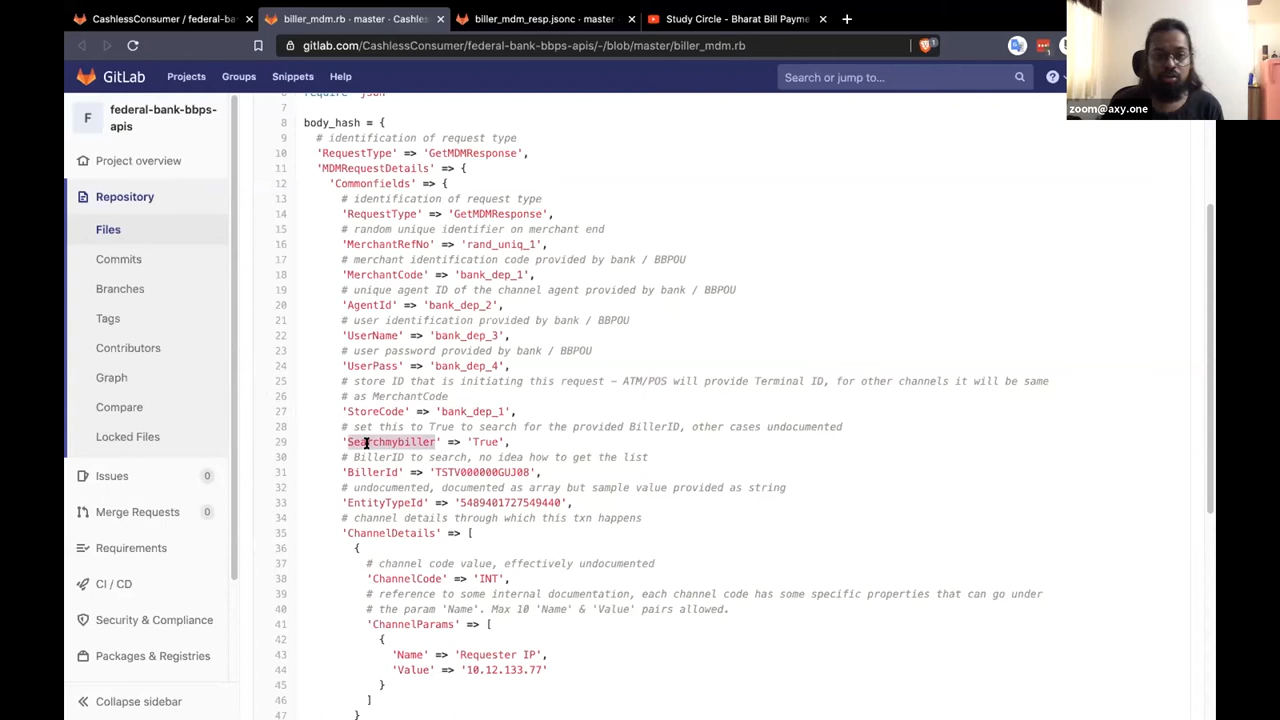 CashlessConsumer / federal-ba
biller_mdm.rb · master · Cashles
biller_mdm_resp.jsonc · master
Study Circle - Bharat Bill Payme
gitlab.com/CashlessConsumer/federal-bank-bbps-apis/-/blob/master/biller_mdm.rb
1
GitLab
Projects
Groups
Snippets
Help
Search or jump to...
zoom@axy.one
F
federal-bank-bbps-
apis
Project overview
Repository
Files
Commits
Branches
Tags
Contributors
Graph
Compare
Locked Files
Issues 0
Merge Requests 0
Requirements
CI / CD
Security & Compliance
Packages & Registries
Collapse sidebar
6 require 'json'
7
8 body_hash = {
9 # identification of request type
10 'RequestType' => 'GetMDMResponse',
11 'MDMRequestDetails' => {
12 'Commonfields' => {
13 # identification of request type
14 'RequestType' => 'GetMDMResponse',
15 # random unique identifier on merchant end
16 'MerchantRefNo' => 'rand_uniq_1',
17 # merchant identification code provided by bank / BBPOU
18 'MerchantCode' => 'bank_dep_1',
19 # unique agent ID of the channel agent provided by bank / BBPOU
20 'AgentId' => 'bank_dep_2',
21 # user identification provided by bank / BBPOU
22 'UserName' => 'bank_dep_3',
23 # user password provided by bank / BBPOU
24 'UserPass' => 'bank_dep_4',
25 # store ID that is initiating this request – ATM/POS will provide Terminal ID, for other channels it will be same
26 # as MerchantCode
27 'StoreCode' => 'bank_dep_1',
28 # set this to True to search for the provided BillerID, other cases undocumented
29 'Searchmybiller' => 'True',
30 # BillerID to search, no idea how to get the list
31 'BillerId' => 'TSTV000000GUJ08',
32 # undocumented, documented as array but sample value provided as string
33 'EntityTypeId' => '5489401727549440',
34 # channel details through which this txn happens
35 'ChannelDetails' => [
36 {
37 # channel code value, effectively undocumented
38 'ChannelCode' => 'INT',
39 # reference to some internal documentation, each channel code has some specific properties that can go under
40 # the param 'Name'. Max 10 'Name' & 'Value' pairs allowed.
41 'ChannelParams' => [
42 {
43 'Name' => 'Requester IP',
44 'Value' => '10.12.133.77'
45 }
46 ]
47 }